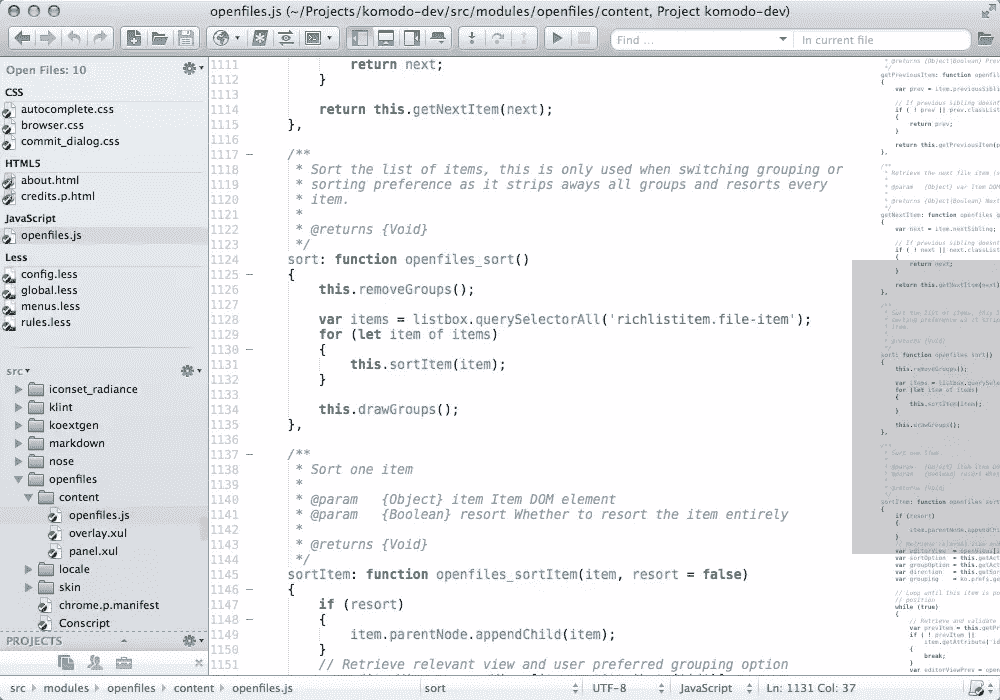 openfiles.js (~/Projects/komodo-dev/src/modules/openfiles/content, Project komodo-dev)
Find ...
In current file
Open Files: 10
CSS
autocomplete.css
browser.css
commit_dialog.css
HTML5
about.html
credits.p.html
JavaScript
openfiles.js
Less
config.less
global.less
menus.less
rules.less
src
iconset_radiance
klint
koextgen
markdown
nose
openfiles
content
openfiles.js
overlay.xul
panel.xul
locale
skin
chrome.p.manifest
Conscript
PROJECTS
1111 return next;
1112 }
1113
1114 return this.getNextItem(next);
1115 },
1116
1117 /**
1118 * Sort the list of items, this is only used when switching grouping or
1119 * sorting preference as it strips aways all groups and resorts every
1120 * item.
1121 *
1122 * @returns {Void}
1123 */
1124 sort: function openfiles_sort()
1125 {
1126 this.removeGroups();
1127
1128 var items = listbox.querySelectorAll('richlistitem.file-item');
1129 for (let item of items)
1130 {
1131 this.sortItem(item);
1132 }
1133
1134 this.drawGroups();
1135 },
1136
1137 /**
1138 * Sort one item
1139 *
1140 * @param {Object} item Item DOM element
1141 * @param {Boolean} resort Whether to resort the item entirely
1142 *
1143 * @returns {Void}
1144 */
1145 sortItem: function openfiles_sortItem(item, resort = false)
1146 {
1147 if (resort)
1148 {
1149 item.parentNode.appendChild(item);
1150 }
1151 // Retrieve relevant view and user preferred grouping option
src modules openfiles content openfiles.js
sort
UTF-8
JavaScript
Ln: 1131 Col: 37